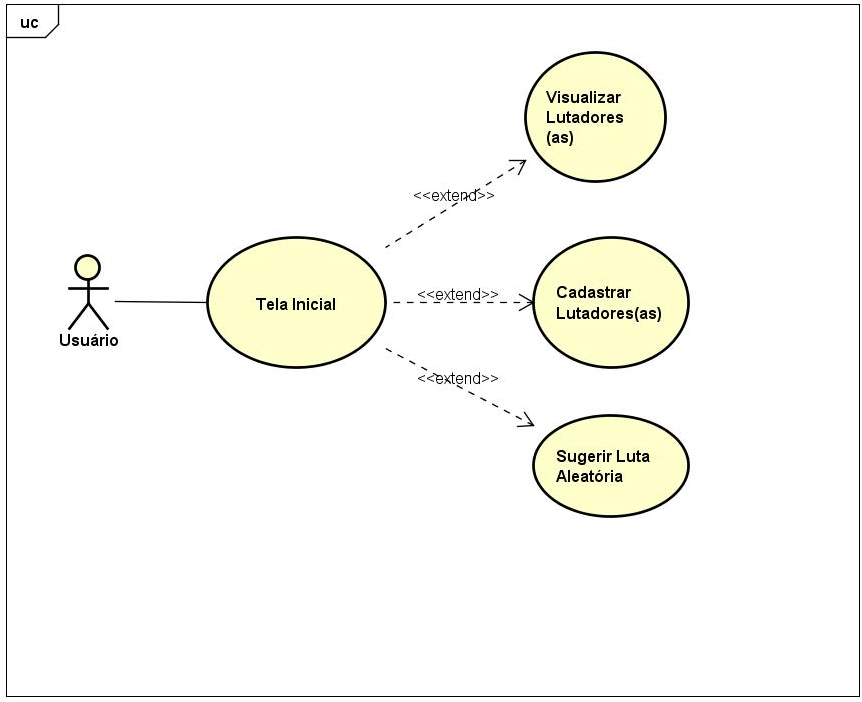 uc
Visualizar
Lutadores
(as)
<<extend>>
<<extend>>
Cadastrar
Lutadores(as)
Tela Inicial
Usuário
<<extend>>
Sugerir Luta
Aleatória